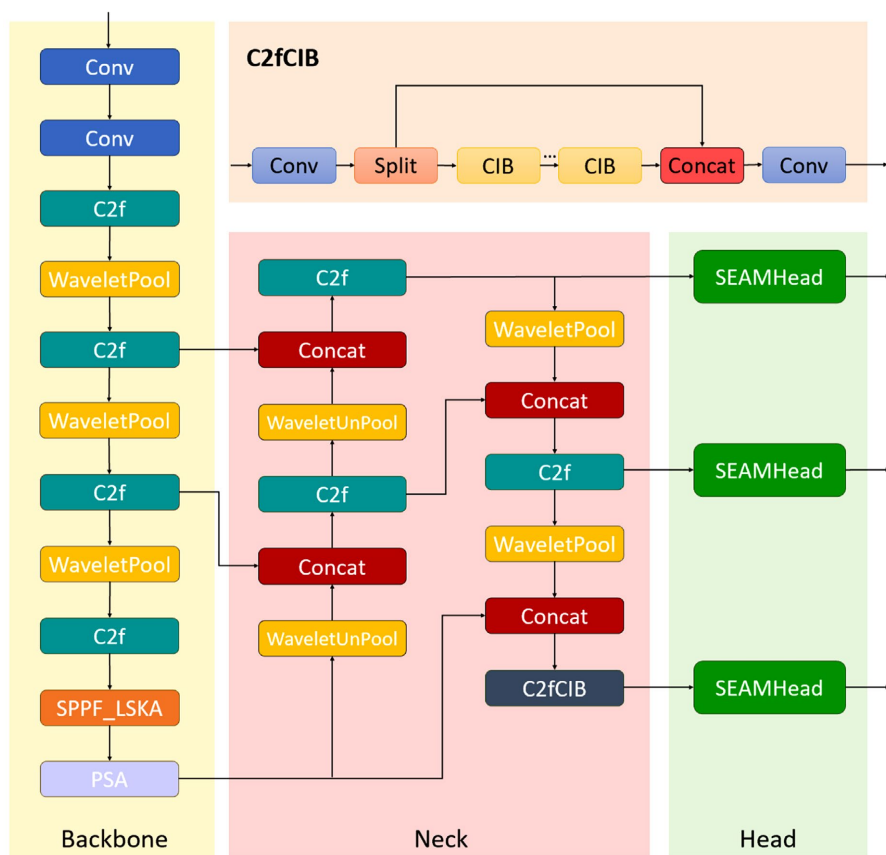 Conv
Conv
C2f
WaveletPool
C2f
WaveletPool
C2f
WaveletPool
C2f
SPPF_LSKA
PSA
Backbone
C2fCIB
Conv
Split
CIB
...
CIB
Concat
Conv
C2f
Concat
WaveletUnPool
C2f
Concat
WaveletUnPool
WaveletPool
Concat
C2f
WaveletPool
Concat
C2fCIB
Neck
SEAMHead
SEAMHead
SEAMHead
Head